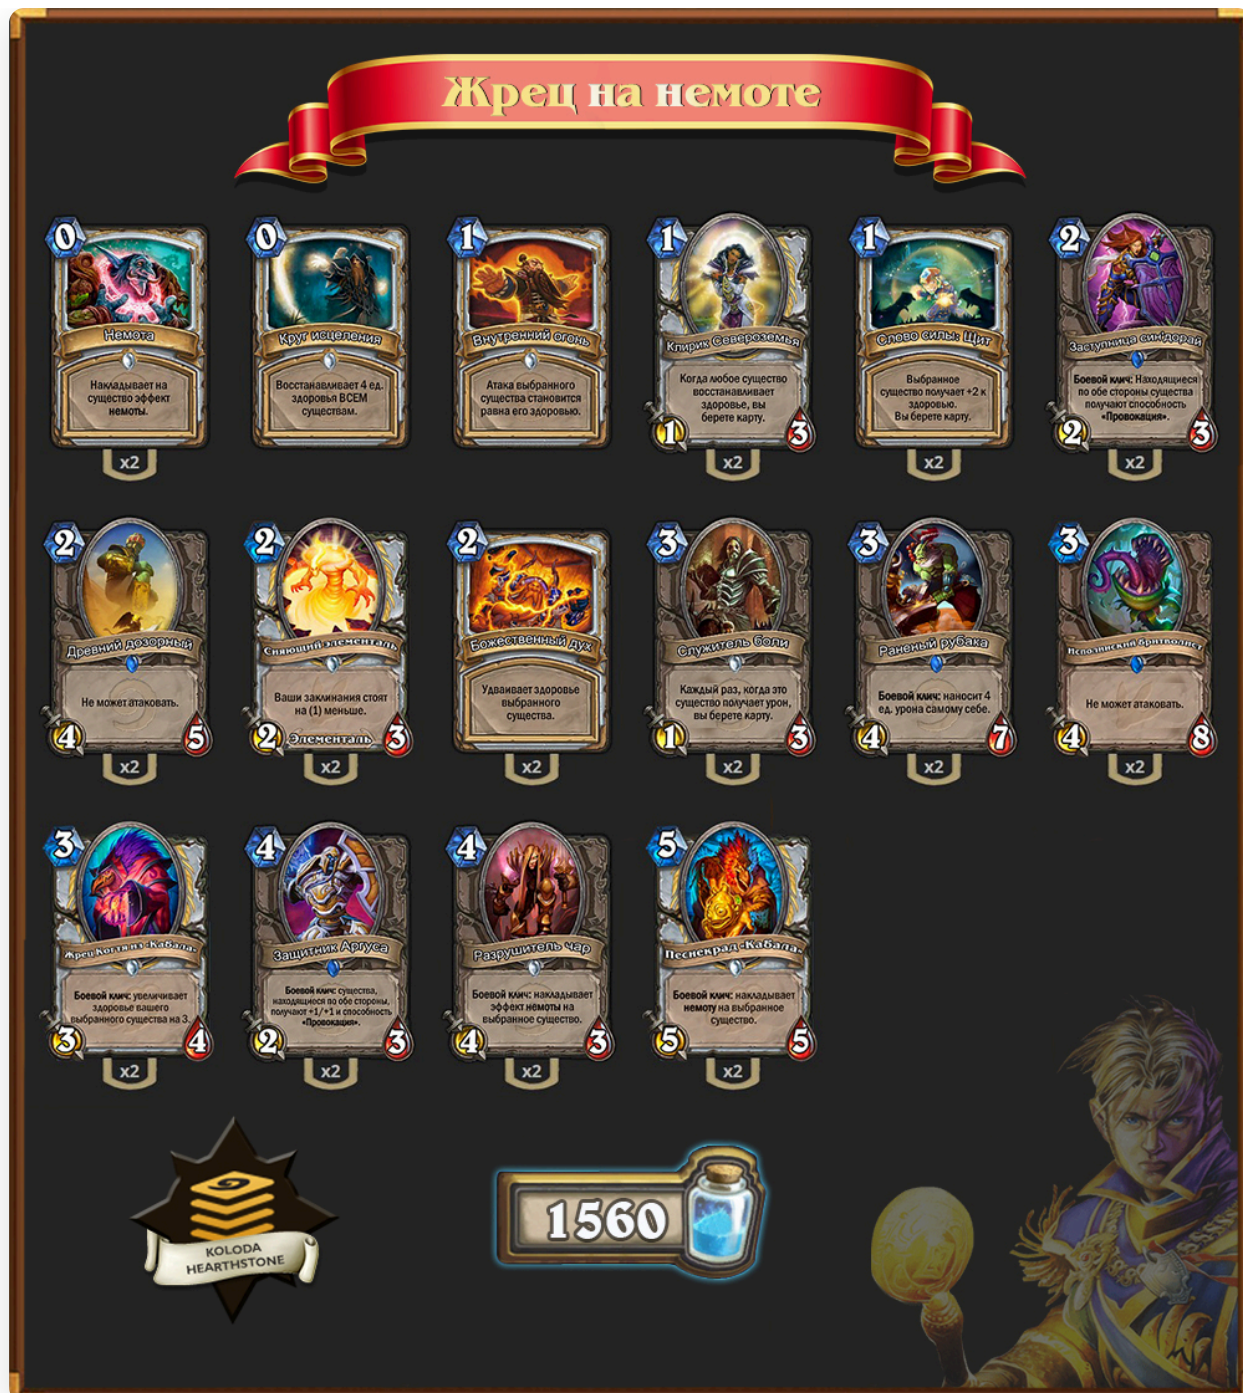 Жрец на немоте
0
Немота
Накладывает на
существо эффект
немоты.
x2
0
Круг исцеления
Восстанавливает 4 ед.
здоровья ВСЕМ
существам.
1
Внутренний огонь
Атака выбранного
существа становится
равна его здоровью.
1
Клирик Североземья
Когда любое существо
восстанавливает
здоровье, вы
берете карту.
1
3
x2
1
Слово силы: Щит
Выбранное
существо получает +2 к
здоровью.
Вы берете карту.
x2
2
Заступница син'дорай
Боевой клич: Находящиеся
по обе стороны существа
получают способность
«Провокация».
2
3
x2
2
Древний дозорный
Не может атаковать.
4
5
x2
2
Сияющий элементаль
Ваши заклинания стоят
на (1) меньше.
2
Элементаль
3
x2
2
Божественный дух
Удваивает здоровье
выбранного
существа.
x2
3
Служитель боли
Каждый раз, когда это
существо получает урон,
вы берете карту.
1
3
x2
3
Раненый рубака
Боевой клич: наносит 4
ед. урона самому себе.
4
7
x2
3
Исполинский бритволист
Не может атаковать.
4
8
x2
3
Жрец Когтя из «Кабала»
Боевой клич: увеличивает
здоровье вашего
выбранного существа на 3.
3
4
x2
4
Защитник Аргуса
Боевой клич: существа,
находящиеся по обе стороны,
получают +1/+1 и способность
«Провокация».
2
3
x2
4
Разрушитель чар
Боевой клич: накладывает
эффект немоты на
выбранное существо.
4
3
x2
5
Песнекрад «Кабала»
Боевой клич: накладывает
немоту на выбранное
существо.
5
5
x2
KOLODA
HEARTHSTONE
1560